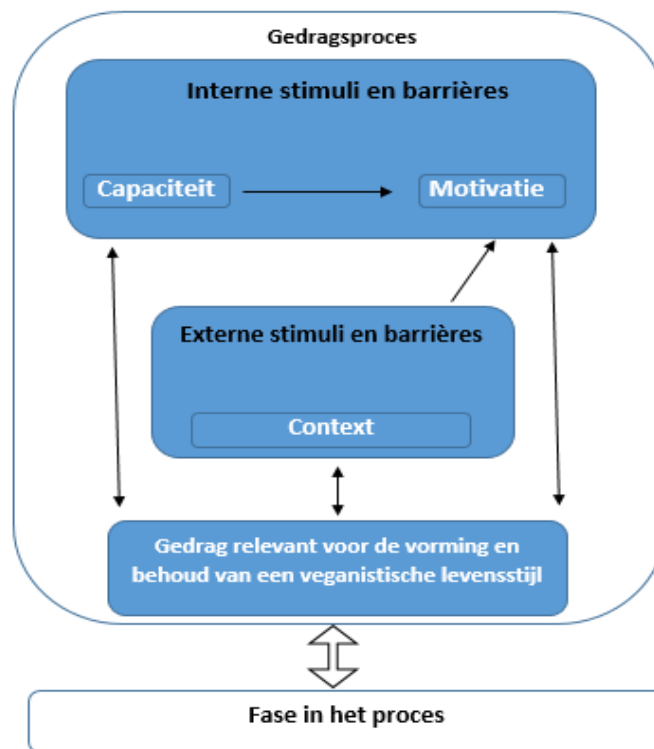 Gedragsproces
Interne stimuli en barrières
Capaciteit
Motivatie
Externe stimuli en barrières
Context
Gedrag relevant voor de vorming en
behoud van een veganistische levensstijl
Fase in het proces